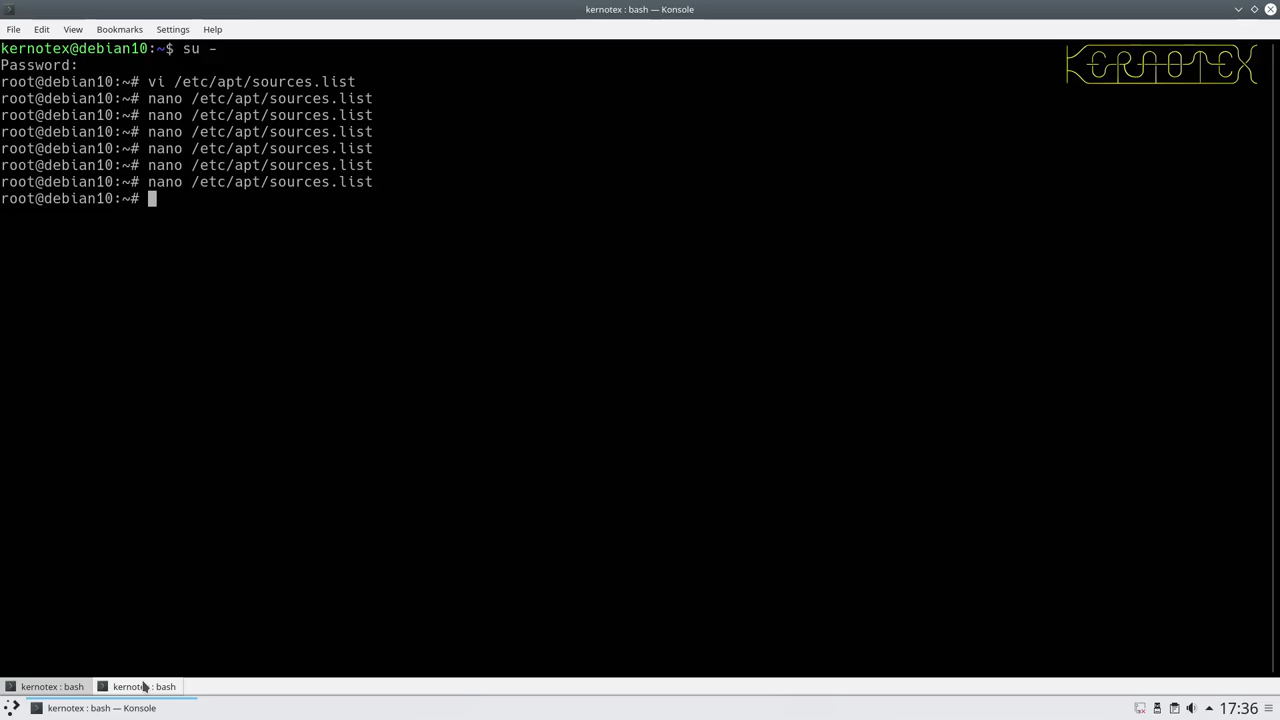 kernotex : bash — Konsole
File Edit View Bookmarks Settings Help
kernotex@debian10:~$ su -
Password:
root@debian10:~# vi /etc/apt/sources.list
root@debian10:~# nano /etc/apt/sources.list
root@debian10:~# nano /etc/apt/sources.list
root@debian10:~# nano /etc/apt/sources.list
root@debian10:~# nano /etc/apt/sources.list
root@debian10:~# nano /etc/apt/sources.list
root@debian10:~# nano /etc/apt/sources.list
root@debian10:~#
KERNOTEX
kernotex : bash kernotex : bash
kernotex : bash — Konsole 17:36